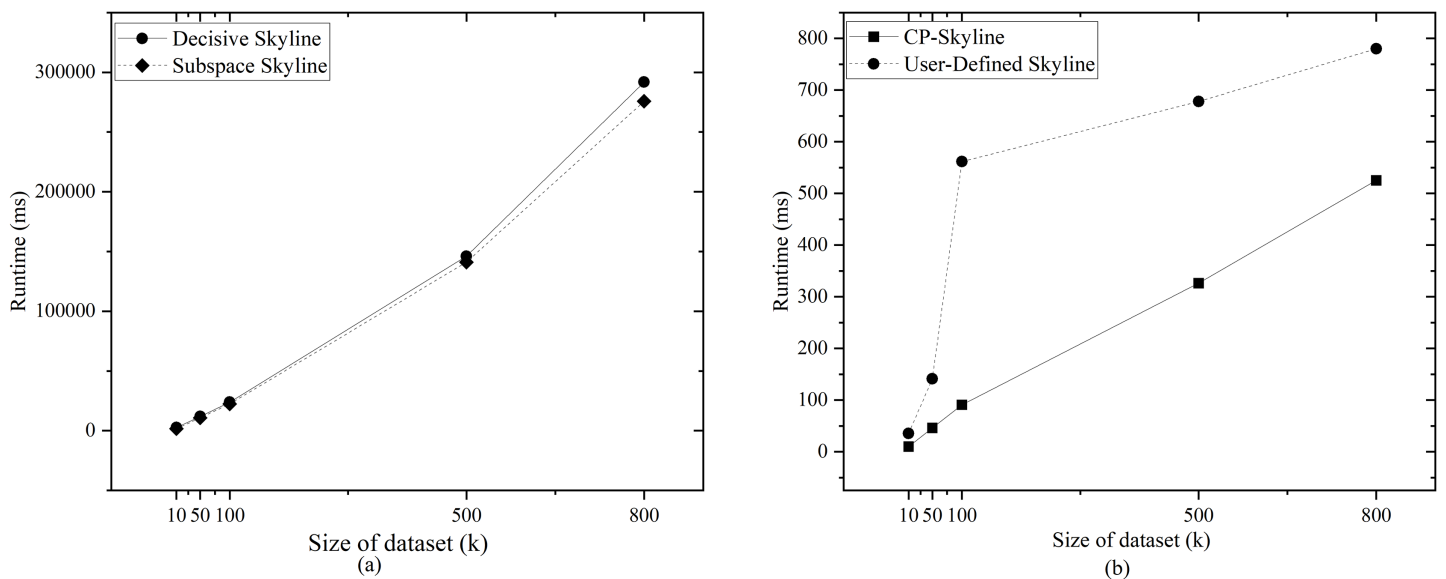 Decisive Skyline
Subspace Skyline
300000
200000
100000
0
Runtime (ms)
10 50 100 500 800
Size of dataset (k)
(a)
CP-Skyline
User-Defined Skyline
800
700
600
500
400
300
200
100
0
Runtime (ms)
10 50 100 500 800
Size of dataset (k)
(b)